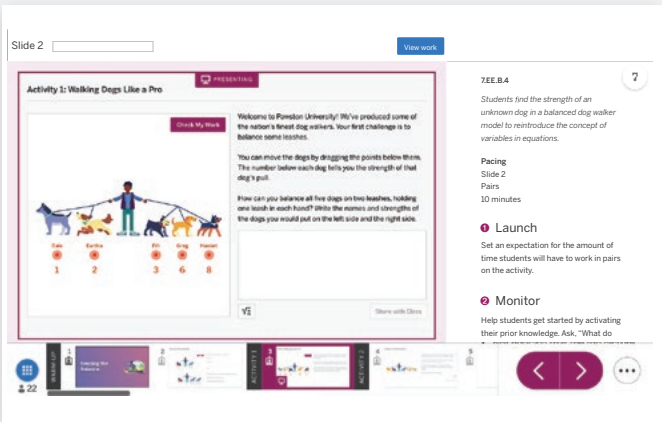 Slide 2
View work
PRESENTING
Activity 1: Walking Dogs Like a Pro
Check My Work
Welcome to Pawston University! We've produced some of
the nation's finest dog walkers. Your first challenge is to
balance some leashes.
You can move the dogs by dragging the points below them.
The number below each dog tells you the strength of that
dog's pull.
How can you balance all five dogs on two leashes, holding
one leash in each hand? Write the names and strengths of
the dogs you would put on the left side and the right side.
Eartha
Greg
1 2 3 6 8
Share with Class
7.EE.B.4
7
Students find the strength of an
unknown dog in a balanced dog walker
model to reintroduce the concept of
variables in equations.
Pacing
Slide 2
Pairs
10 minutes
1 Launch
Set an expectation for the amount of
time students will have to work in pairs
on the activity.
2 Monitor
Help students get started by activating
their prior knowledge. Ask, "What do
WARM-UP
1
2
ACTIVITY 1
3
ACTIVITY 2
4
5
22